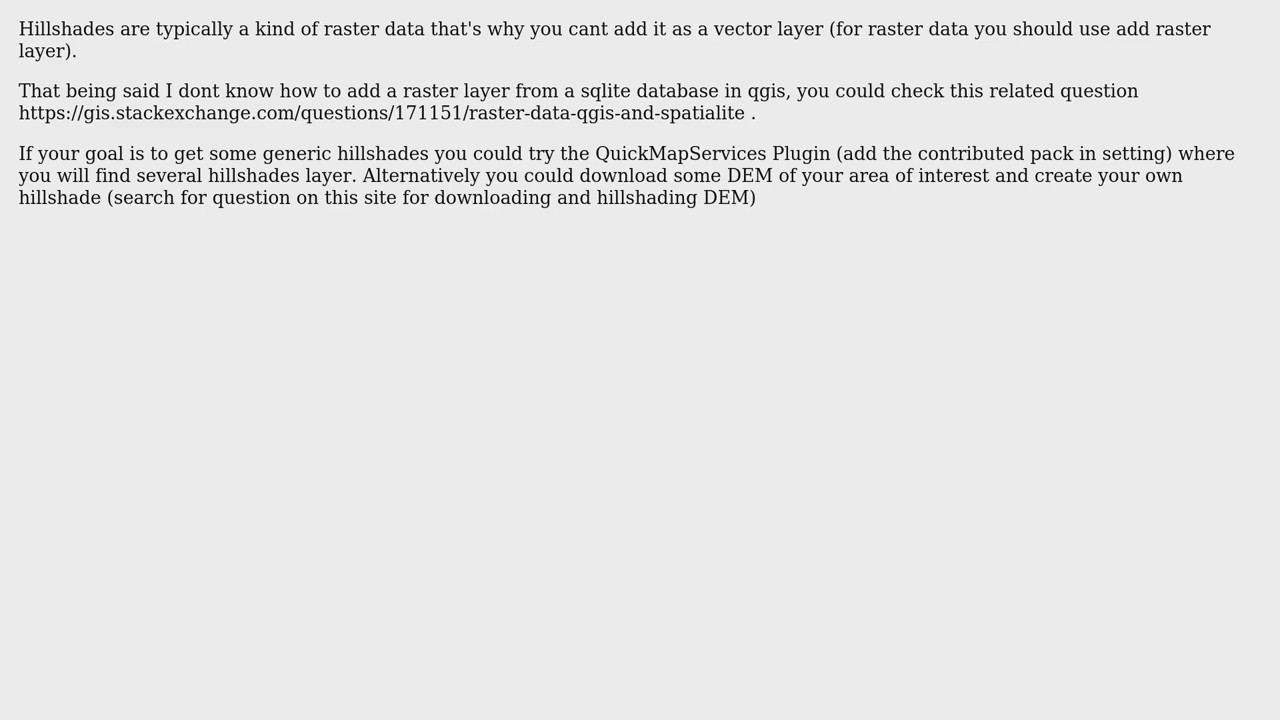 Hillshades are typically a kind of raster data that's why you cant add it as a vector layer (for raster data you should use add raster
layer).
That being said I dont know how to add a raster layer from a sqlite database in qgis, you could check this related question
https://gis.stackexchange.com/questions/171151/raster-data-qgis-and-spatialite .
If your goal is to get some generic hillshades you could try the QuickMapServices Plugin (add the contributed pack in setting) where
you will find several hillshades layer. Alternatively you could download some DEM of your area of interest and create your own
hillshade (search for question on this site for downloading and hillshading DEM)